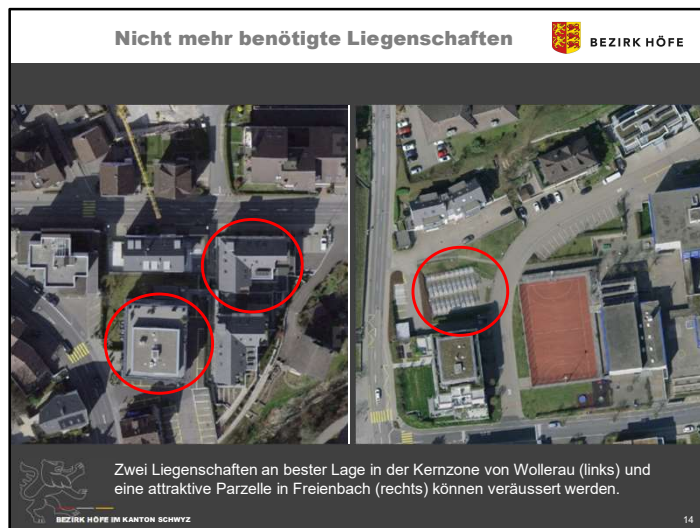 Nicht mehr benötigte Liegenschaften
BEZIRK HÖFE
Zwei Liegenschaften an bester Lage in der Kernzone von Wollerau (links) und
eine attraktive Parzelle in Freienbach (rechts) können veräussert werden.
BEZIRK HÖFE IM KANTON SCHWYZ
14